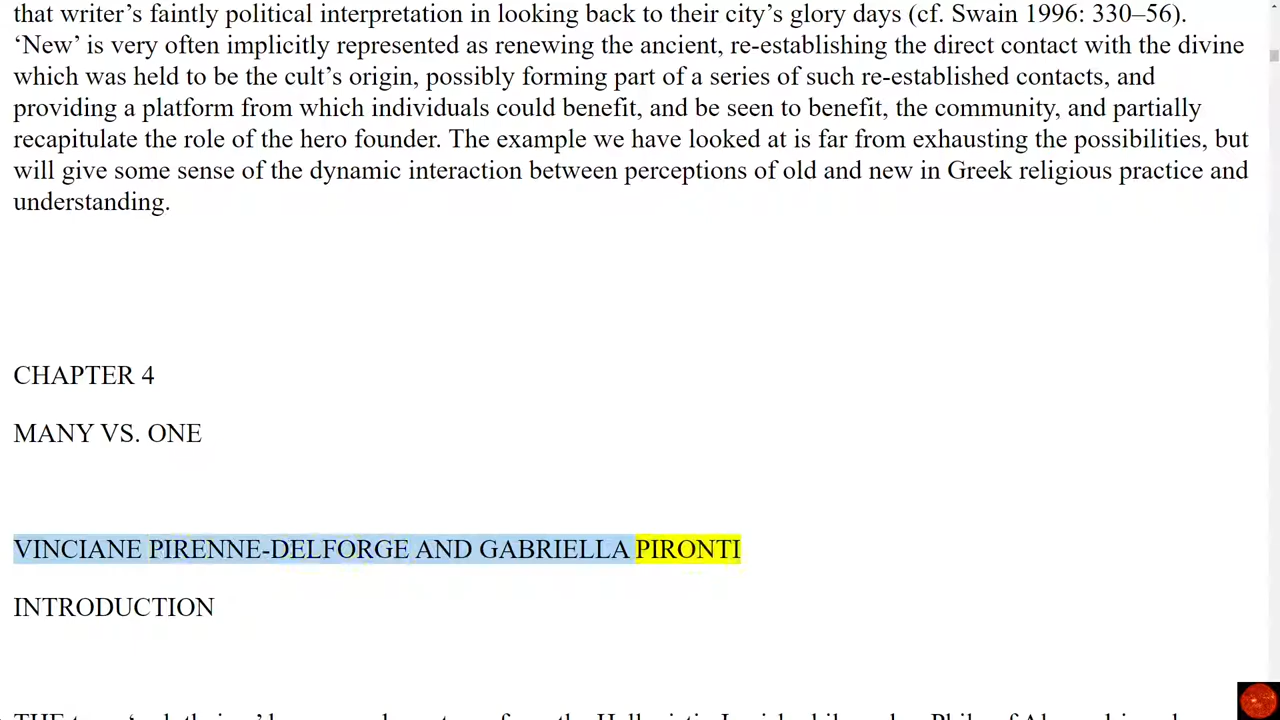 that writer’s faintly political interpretation in looking back to their city’s glory days (cf. Swain 1996: 330–56).
‘New’ is very often implicitly represented as renewing the ancient, re-establishing the direct contact with the divine
which was held to be the cult’s origin, possibly forming part of a series of such re-established contacts, and
providing a platform from which individuals could benefit, and be seen to benefit, the community, and partially
recapitulate the role of the hero founder. The example we have looked at is far from exhausting the possibilities, but
will give some sense of the dynamic interaction between perceptions of old and new in Greek religious practice and
understanding.
CHAPTER 4
MANY VS. ONE
VINCIANE PIRENNE-DELFORGE AND GABRIELLA PIRONTI
INTRODUCTION